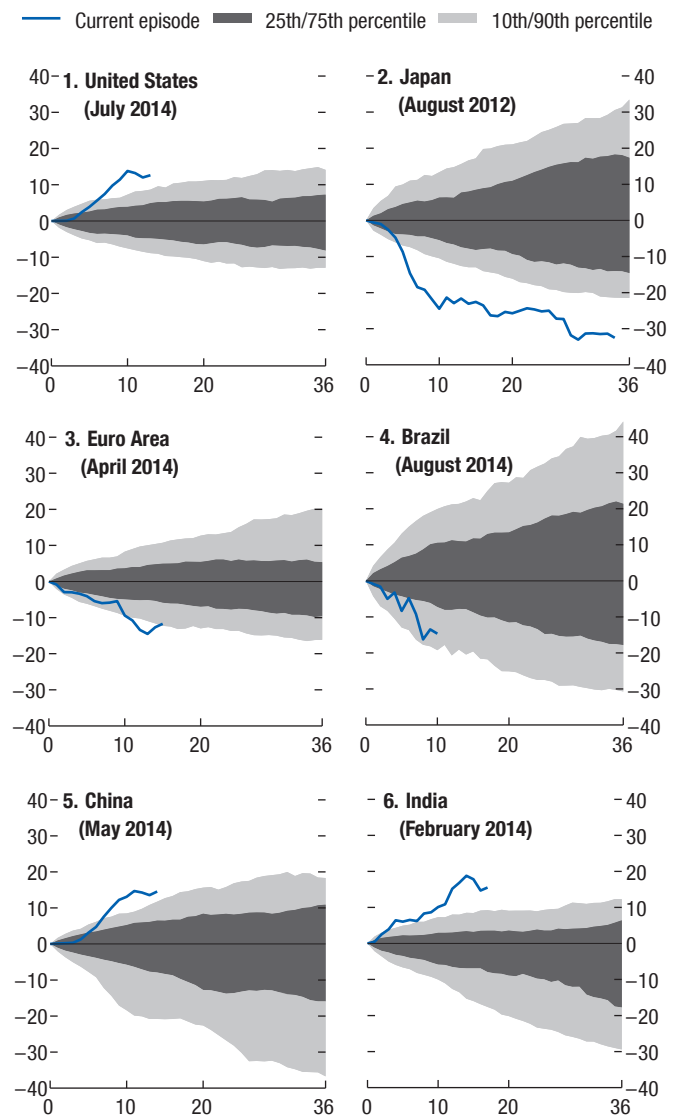 Current episode 25th/75th percentile 10th/90th percentile
1. United States
(July 2014)
40
30
20
10
0
–10
–20
–30
–40
0 10 20 36
2. Japan
(August 2012)
40
30
20
10
0
–10
–20
–30
–40
0 10 20 36
3. Euro Area
(April 2014)
40
30
20
10
0
–10
–20
–30
–40
0 10 20 36
4. Brazil
(August 2014)
40
30
20
10
0
–10
–20
–30
–40
0 10 20 36
5. China
(May 2014)
40
30
20
10
0
–10
–20
–30
–40
0 10 20 36
6. India
(February 2014)
40
30
20
10
0
–10
–20
–30
–40
0 10 20 36